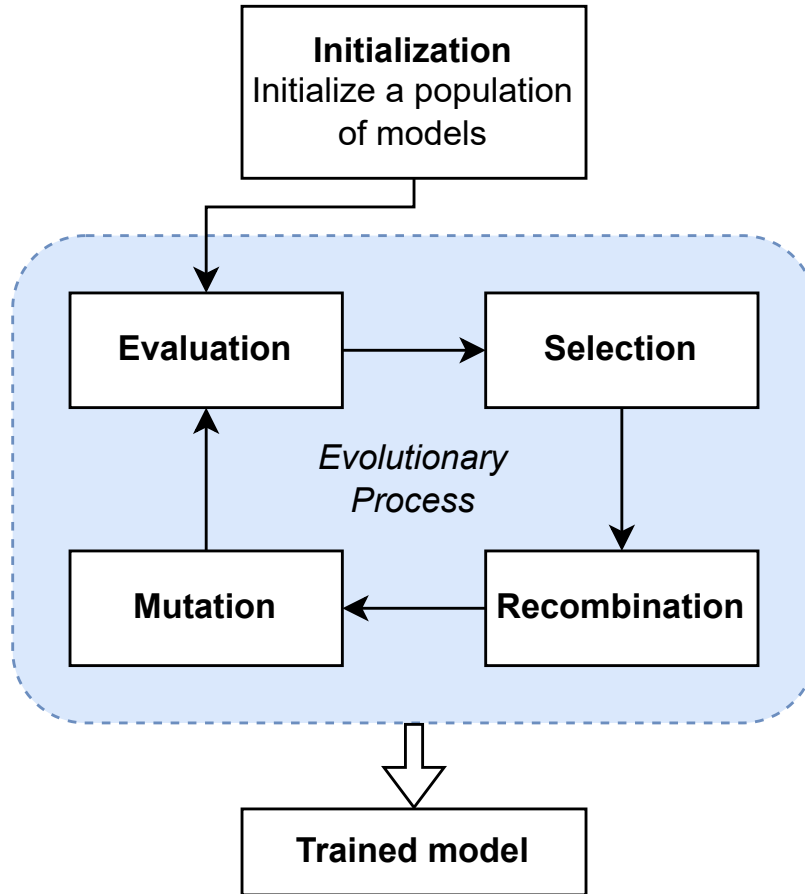 Initialization
Initialize a population
of models
Evaluation
Selection
Evolutionary
Process
Mutation
Recombination
Trained model